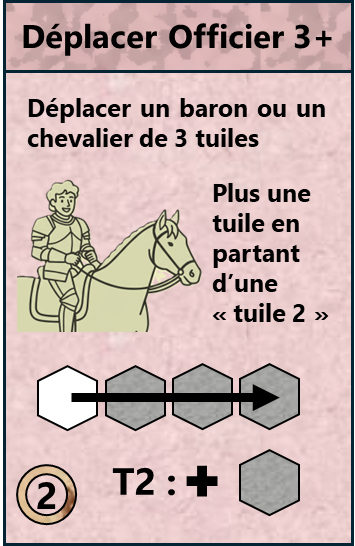 Déplacer Officier 3+
Déplacer un baron ou un
chevalier de 3 tuiles
Plus une
tuile en
partant
d’une
« tuile 2 »
T2 : +
2